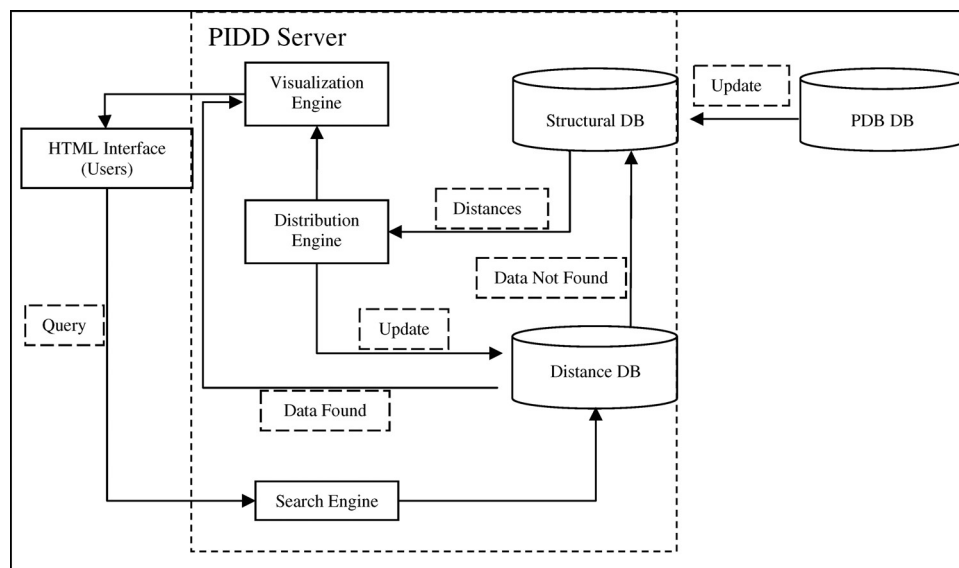 PIDD Server
Visualization
Engine
Structural DB
Update
PDB DB
HTML Interface
(Users)
Distribution
Engine
Distances
Data Not Found
Query
Update
Distance DB
Data Found
Search Engine